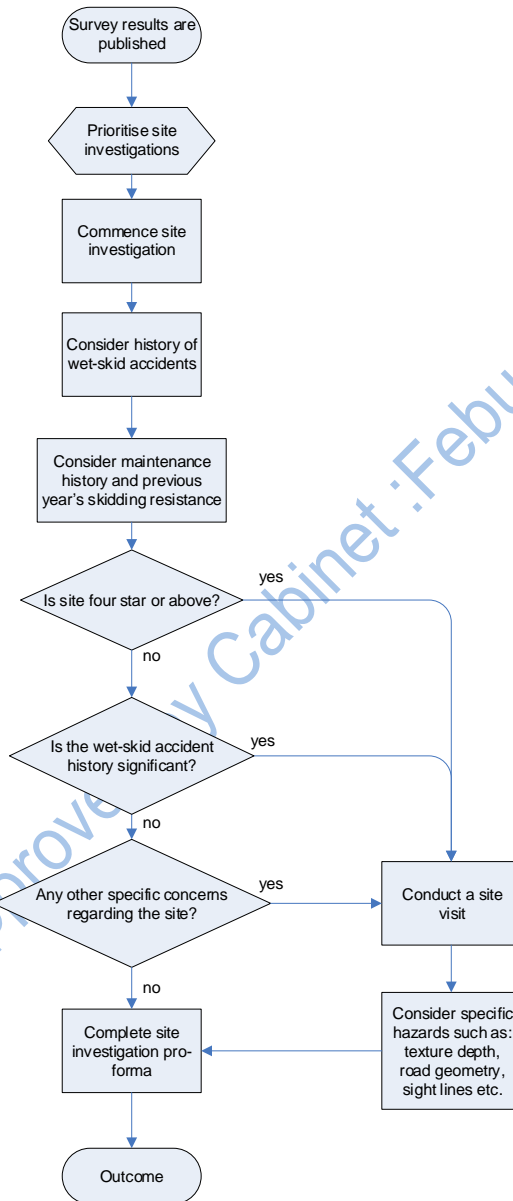 Survey results are
published
Prioritise site
investigations
Commence site
investigation
Consider history of
wet-skid accidents
Consider maintenance
history and previous
year's skidding resistance
Is site four star or above?
yes
no
Is the wet-skid accident
history significant?
yes
no
Any other specific concerns
regarding the site?
yes
no
Conduct a site
visit
Complete site
investigation pro-
forma
Consider specific
hazards such as:
texture depth,
road geometry,
sight lines etc.
Outcome
Cabinet :Febu